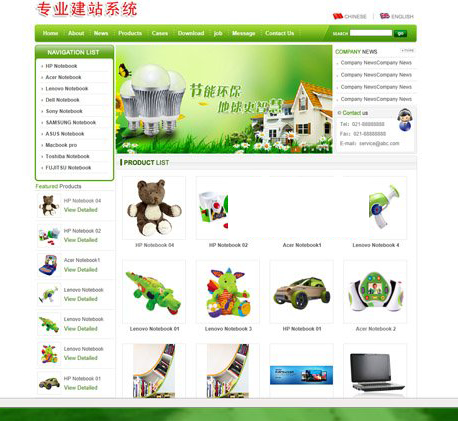 专业建站系统
CHINESE
ENGLISH
Home About News Products Cases Download job Message Contact Us
SEARCH go
NAVIGATION LIST
HP Notebook
Acer Notebook
Lenovo Notebook
Dell Notebook
Sony Notebook
SAMSUNG Notebook
ASUS Notebook
Macbook pro
Toshiba Notebook
FUJITSU Notebook
节能环保
地球更智慧
COMPANY NEWS
Company NewsCompany News
Company NewsCompany News
Company NewsCompany News
Company NewsCompany News
Contact us
Tel: 021-88888888
Fax: 021-88888888
E-mail: service@abc.com
Featured Products
HP Notebook 04
View Detailed
HP Notebook 02
View Detailed
Acer Notebook1
View Detailed
Lenovo Notebook
View Detailed
Lenovo Notebook
View Detailed
Lenovo Notebook
View Detailed
HP Notebook 01
View Detailed
PRODUCT LIST
HP Notebook 04
HP Notebook 02
Acer Notebook1
Lenovo Notebook 4
Lenovo Notebook 01
Lenovo Notebook 3
HP Notebook 01
Acer Notebook 2